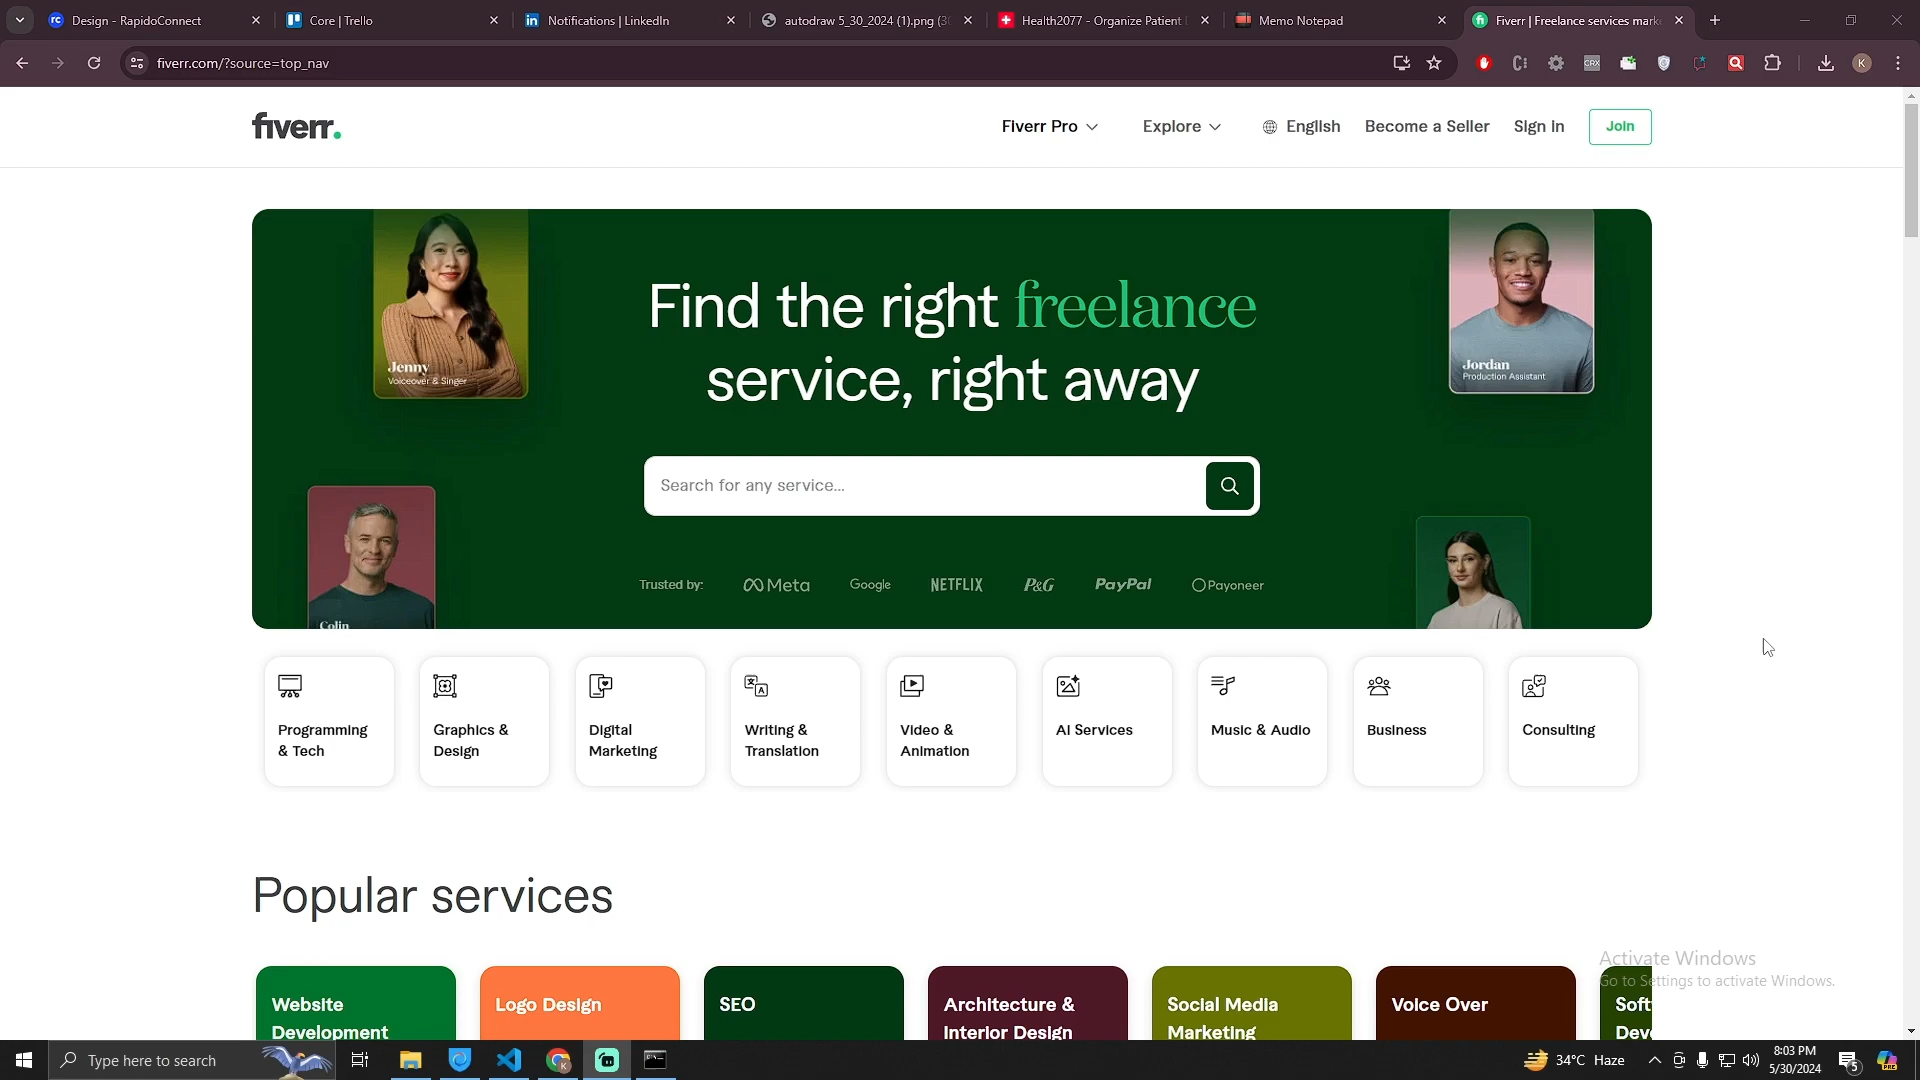 Design - RapidoConnect
Core | Trello
Notifications | LinkedIn
autodraw 5_30_2024 (1).png (3
Health2077 - Organize Patient
Memo Notepad
Fiverr | Freelance services mark
fiverr.com/?source=top_nav
CRX
K
fiverr.
Fiverr Pro
Explore
English
Become a Seller
Sign in
Join
Jenny
Voiceover & Singer
Jordan
Production Assistant
Find the right freelance
service, right away
Search for any service...
Colin
Trusted by:
Meta
Google
NETFLIX
P&G
PayPal
Payoneer
Programming
& Tech
Graphics &
Design
Digital
Marketing
Writing &
Translation
Video &
Animation
AI Services
Music & Audio
Business
Consulting
Popular services
Website
Development
Logo Design
SEO
Architecture &
Interior Design
Social Media
Marketing
Voice Over
Soft
Deve
Activate Windows
Go to Settings to activate Windows.
Type here to search
34°C Haze
8:03 PM
5/30/2024
5